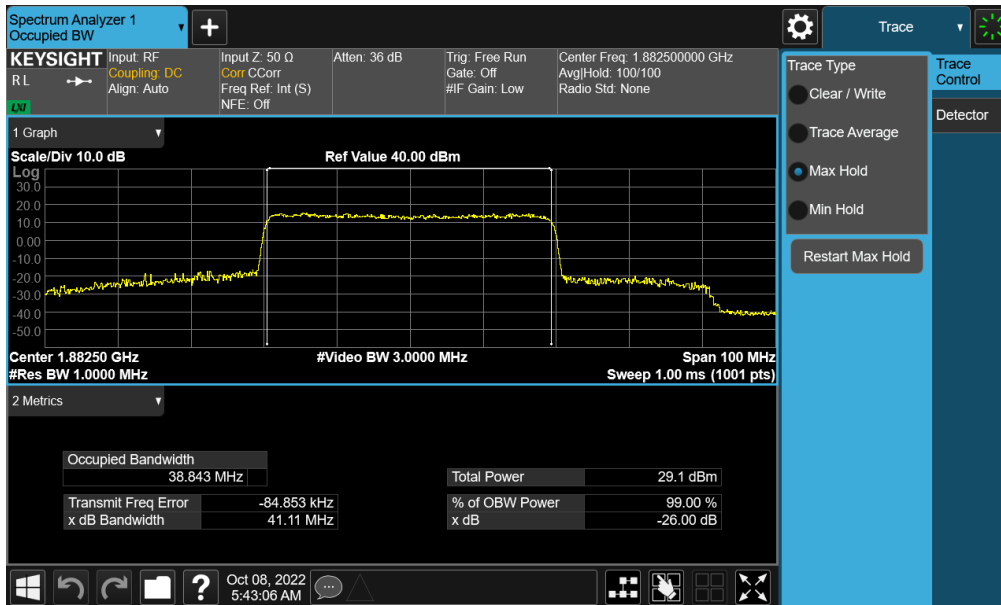 Spectrum Analyzer 1
Occupied BW
+
Trace
KEYSIGHT
R L
LXI
Input: RF
Coupling: DC
Align: Auto
Input Z: 50 Ω
Corr CCorr
Freq Ref: Int (S)
NFE: Off
Atten: 36 dB
Trig: Free Run
Gate: Off
#IF Gain: Low
Center Freq: 1.882500000 GHz
Avg|Hold: 100/100
Radio Std: None
Trace Type
Clear / Write
Trace Average
Max Hold
Min Hold
Restart Max Hold
Trace
Control
Detector
1 Graph
Scale/Div 10.0 dB
Ref Value 40.00 dBm
Log
30.0
20.0
10.0
0.00
-10.0
-20.0
-30.0
-40.0
-50.0
Center 1.88250 GHz
#Video BW 3.0000 MHz
Span 100 MHz
#Res BW 1.0000 MHz
Sweep 1.00 ms (1001 pts)
2 Metrics
Occupied Bandwidth
38.843 MHz
Total Power 29.1 dBm
Transmit Freq Error -84.853 kHz
% of OBW Power 99.00 %
x dB Bandwidth 41.11 MHz
x dB -26.00 dB
?
Oct 08, 2022
5:43:06 AM